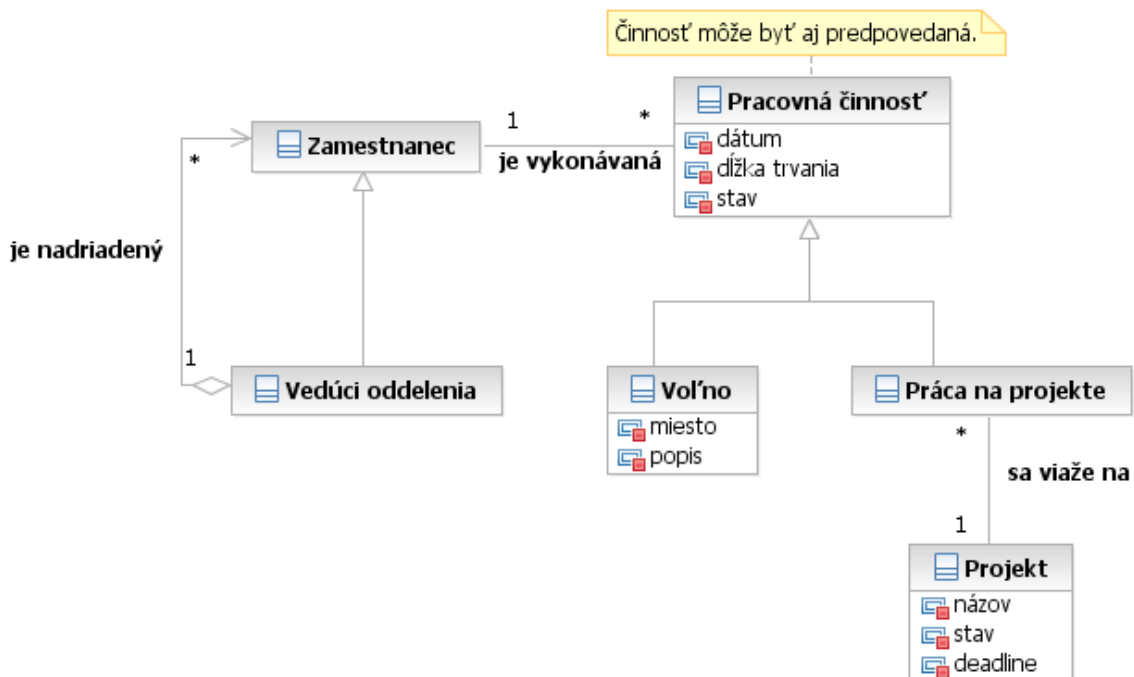 Činnosť môže byť aj predpovedaná.
Pracovná činnosť
dátum
dĺžka trvania
stav
1
*
je vykonávaná
Zamestnanec
*
je nadriadený
1
Vedúci oddelenia
Voľno
miesto
popis
Práca na projekte
*
sa viaže na
1
Projekt
názov
stav
deadline